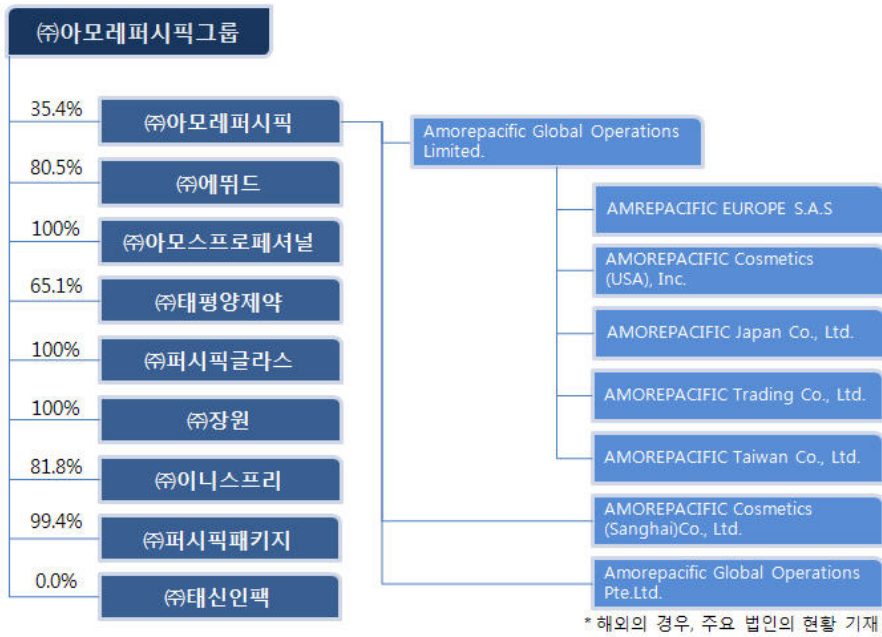 ㈜아모레퍼시픽그룹
35.4%
㈜아모레퍼시픽
80.5%
㈜에뛰드
100%
㈜아모스프로페셔널
65.1%
㈜태평양제약
100%
㈜퍼시픽글라스
100%
㈜장원
81.8%
㈜이니스프리
99.4%
㈜퍼시픽패키지
0.0%
㈜태신인팩
Amorepacific Global Operations
Limited.
AMREPACIFIC EUROPE S.A.S
AMOREPACIFIC Cosmetics
(USA), Inc.
AMOREPACIFIC Japan Co., Ltd.
AMOREPACIFIC Trading Co., Ltd.
AMOREPACIFIC Taiwan Co., Ltd.
AMOREPACIFIC Cosmetics
(Sanghai)Co., Ltd.
Amorepacific Global Operations
Pte.Ltd.
* 해외의 경우, 주요 법인의 현황 기재